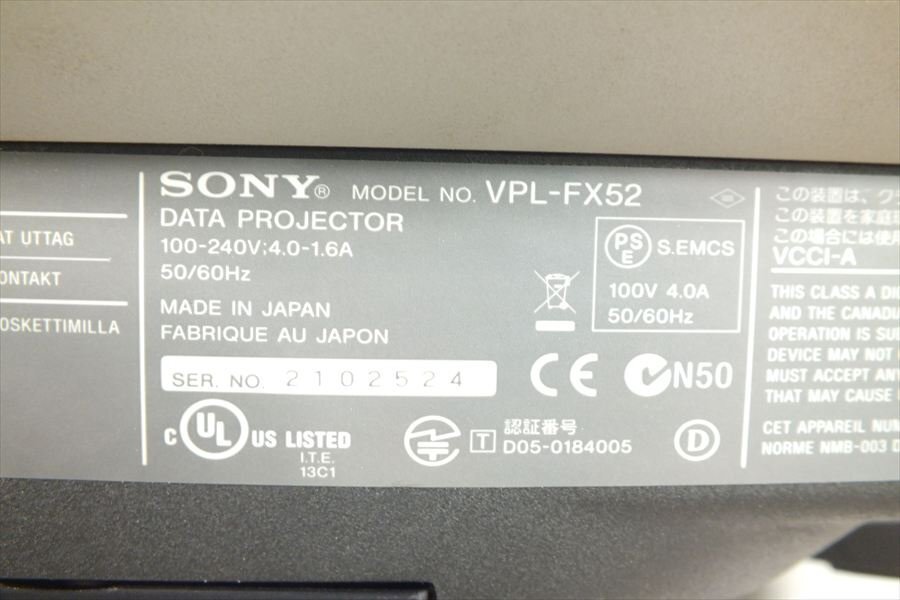 AT UTTAG
ONTAKT
OSKETTIMILLA
SONY® MODEL NO. VPL-FX52
DATA PROJECTOR
100-240V:4.0-1.6A
50/60Hz
MADE IN JAPAN
FABRIQUE AU JAPON
SER. NO. 2102524
PS E S.EMCS
100V 4.0A
50/60Hz
CE N50
C UL US LISTED
I.T.E.
13C1
T 認証番号
D05-0184005
D
この装置は、クラ
この装置を家庭
この場合には使用
VCCI-A
THIS CLASS A DI
AND THE CANADI
OPERATION IS SU
DEVICE MAY NOT
MUST ACCEPT ANY
THAT MAY CAUSE
CET APPAREIL NUM
NORME NMB-003 D